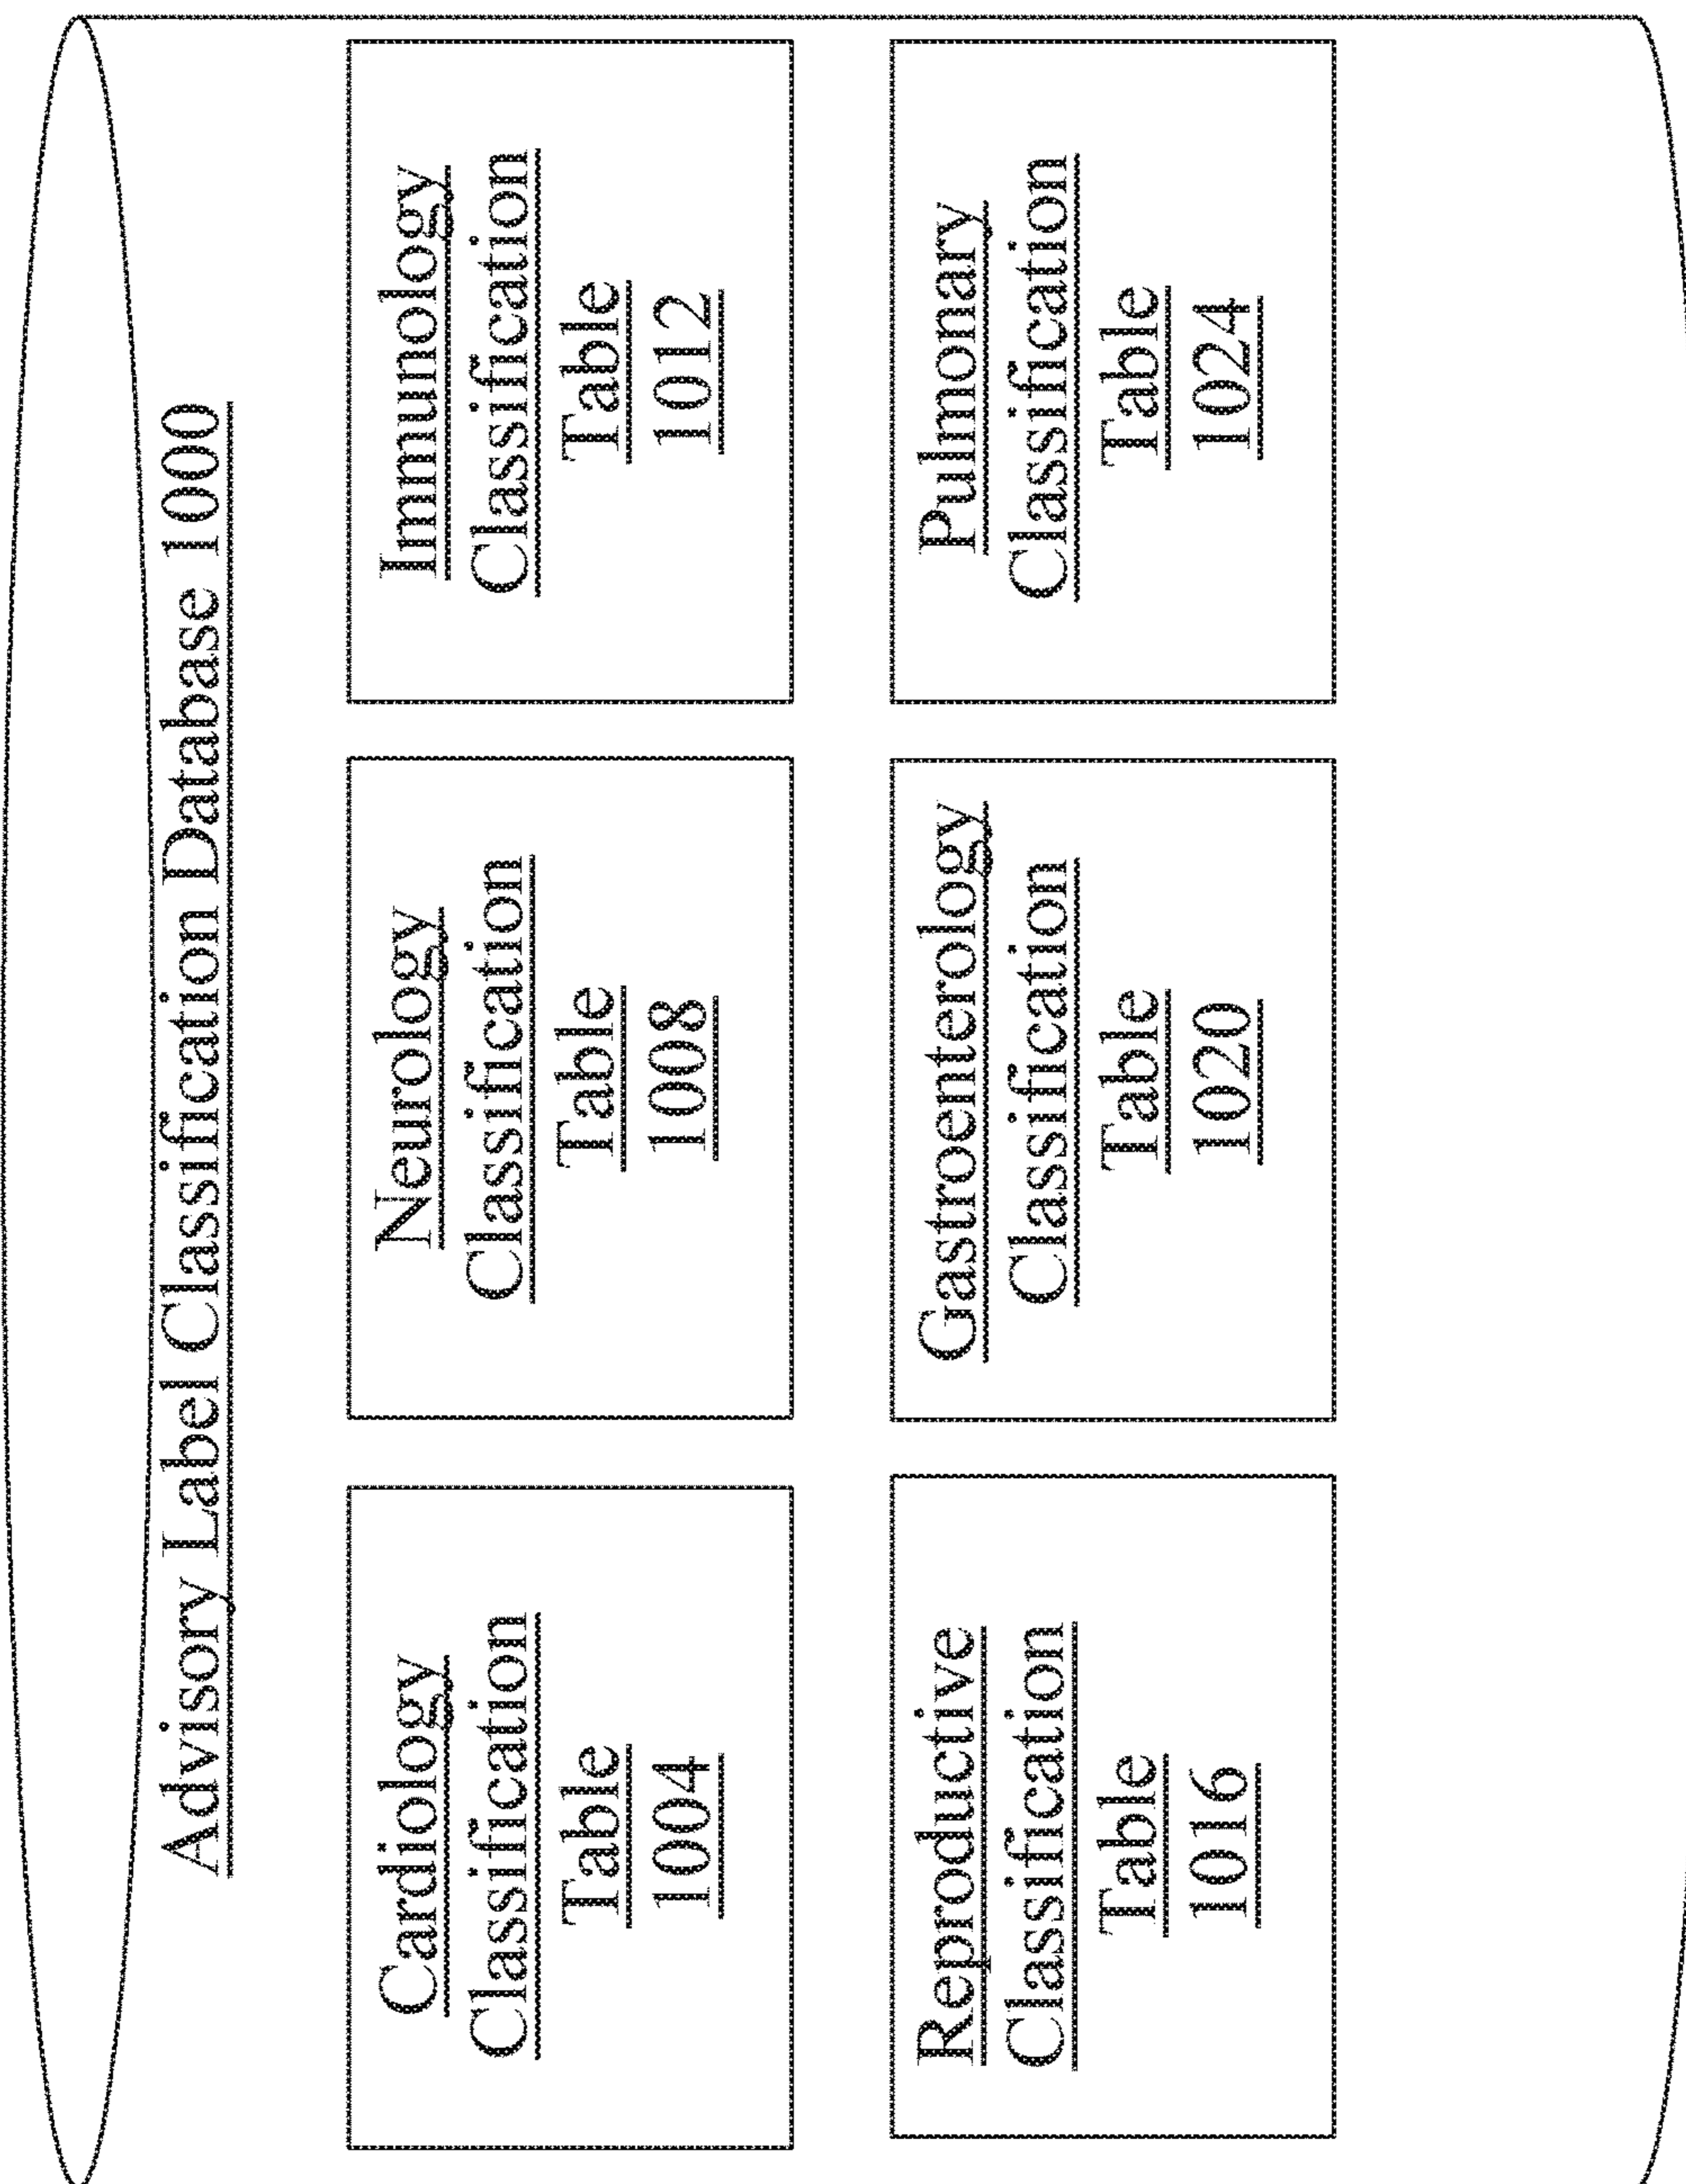 Advisory Label Classification Database 1000
Cardiology
Classification
Table
1004
Neurology
Classification
Table
1008
Immunology
Classification
Table
1012
Reproductive
Classification
Table
1016
Gastroenterology
Classification
Table
1020
Pulmonary
Classification
Table
1024